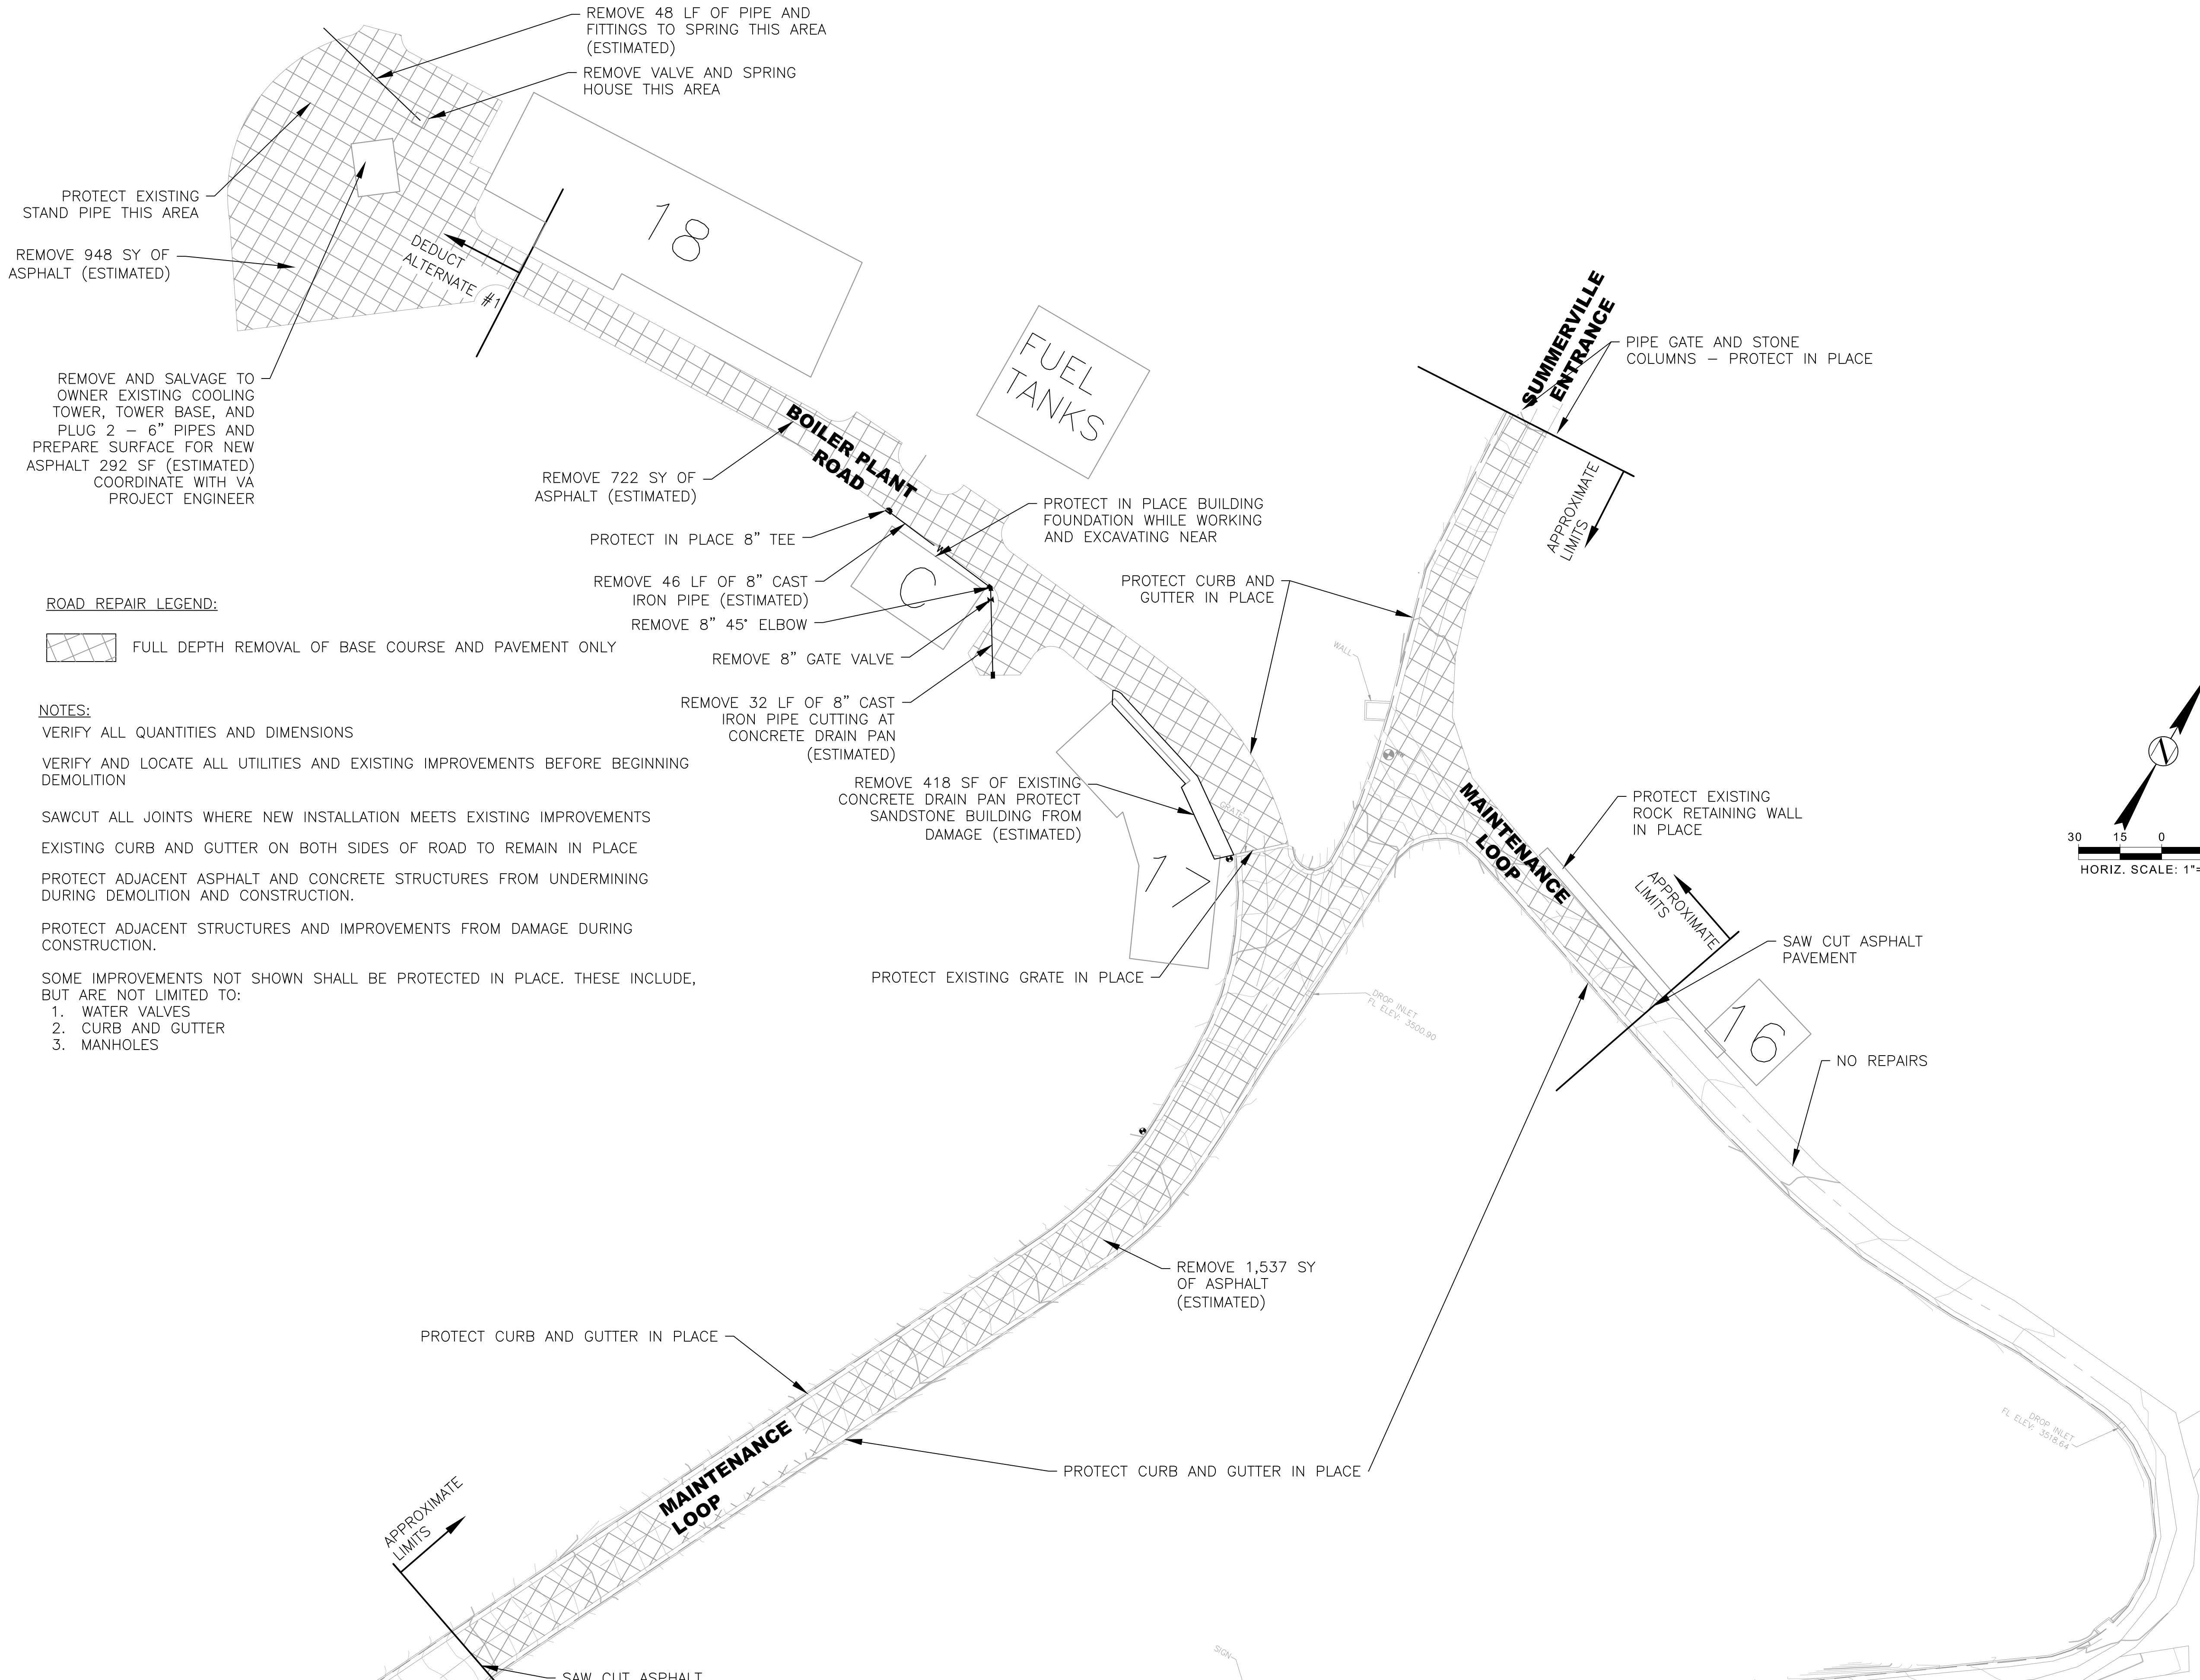 REMOVE 48 LF OF PIPE AND
FITTINGS TO SPRING THIS AREA
(ESTIMATED)
REMOVE VALVE AND SPRING
HOUSE THIS AREA
PROTECT EXISTING
STAND PIPE THIS AREA
REMOVE 948 SY OF
ASPHALT (ESTIMATED)
DEDUCT
ALTERNATE #1
18
FUEL
TANKS
SUMMERVILLE
ENTRANCE
PIPE GATE AND STONE
COLUMNS – PROTECT IN PLACE
APPROXIMATE
LIMITS
REMOVE AND SALVAGE TO
OWNER EXISTING COOLING
TOWER, TOWER BASE, AND
PLUG 2 – 6" PIPES AND
PREPARE SURFACE FOR NEW
ASPHALT 292 SF (ESTIMATED)
COORDINATE WITH VA
PROJECT ENGINEER
BOILER PLANT
ROAD
REMOVE 722 SY OF
ASPHALT (ESTIMATED)
PROTECT IN PLACE 8" TEE
PROTECT IN PLACE BUILDING
FOUNDATION WHILE WORKING
AND EXCAVATING NEAR
W
C
REMOVE 46 LF OF 8" CAST
IRON PIPE (ESTIMATED)
REMOVE 8" 45° ELBOW
REMOVE 8" GATE VALVE
REMOVE 32 LF OF 8" CAST
IRON PIPE CUTTING AT
CONCRETE DRAIN PAN
(ESTIMATED)
PROTECT CURB AND
GUTTER IN PLACE
WALL
ROAD REPAIR LEGEND:
FULL DEPTH REMOVAL OF BASE COURSE AND PAVEMENT ONLY
NOTES:
VERIFY ALL QUANTITIES AND DIMENSIONS
VERIFY AND LOCATE ALL UTILITIES AND EXISTING IMPROVEMENTS BEFORE BEGINNING
DEMOLITION
SAWCUT ALL JOINTS WHERE NEW INSTALLATION MEETS EXISTING IMPROVEMENTS
EXISTING CURB AND GUTTER ON BOTH SIDES OF ROAD TO REMAIN IN PLACE
PROTECT ADJACENT ASPHALT AND CONCRETE STRUCTURES FROM UNDERMINING
DURING DEMOLITION AND CONSTRUCTION.
PROTECT ADJACENT STRUCTURES AND IMPROVEMENTS FROM DAMAGE DURING
CONSTRUCTION.
SOME IMPROVEMENTS NOT SHOWN SHALL BE PROTECTED IN PLACE. THESE INCLUDE,
BUT ARE NOT LIMITED TO:
1. WATER VALVES
2. CURB AND GUTTER
3. MANHOLES
REMOVE 418 SF OF EXISTING
CONCRETE DRAIN PAN PROTECT
SANDSTONE BUILDING FROM
DAMAGE (ESTIMATED)
GRATE
17
PROTECT EXISTING GRATE IN PLACE
MAINTENANCE
LOOP
PROTECT EXISTING
ROCK RETAINING WALL
IN PLACE
APPROXIMATE
LIMITS
SAW CUT ASPHALT
PAVEMENT
16
NO REPAIRS
N
30 15 0
HORIZ. SCALE: 1"=
DROP INLET
FL ELEV: 3500.90
REMOVE 1,537 SY
OF ASPHALT
(ESTIMATED)
PROTECT CURB AND GUTTER IN PLACE
MAINTENANCE
LOOP
PROTECT CURB AND GUTTER IN PLACE
DROP INLET
FL ELEV: 3518.64
APPROXIMATE
LIMITS
SIGN
SAW CUT ASPHALT